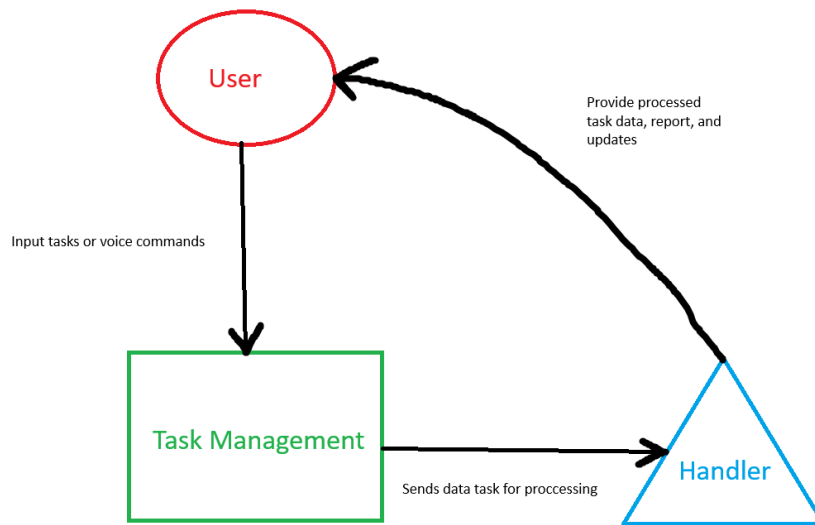 User
Provide processed
task data, report, and
updates
Input tasks or voice commands
Task Management
Sends data task for proccessing
Handler